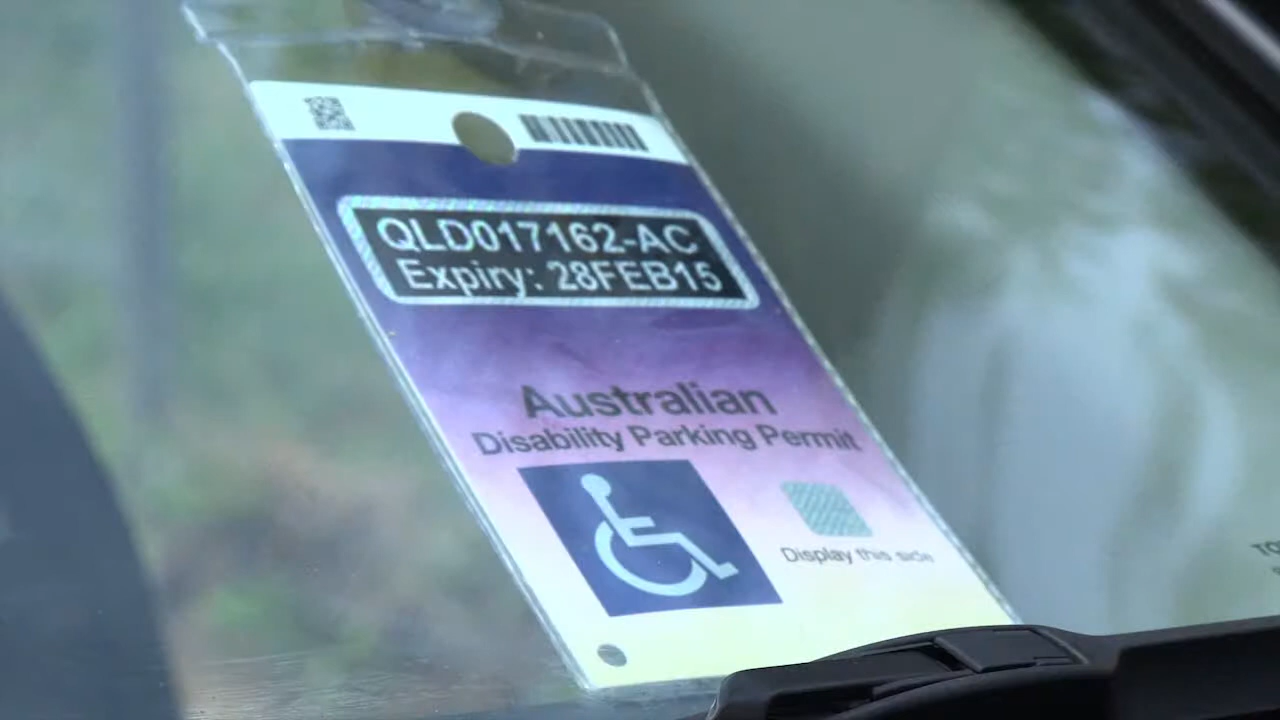 QLD017162-AC
Expiry: 28FEB15
Australian
Disability Parking Permit
Display this side